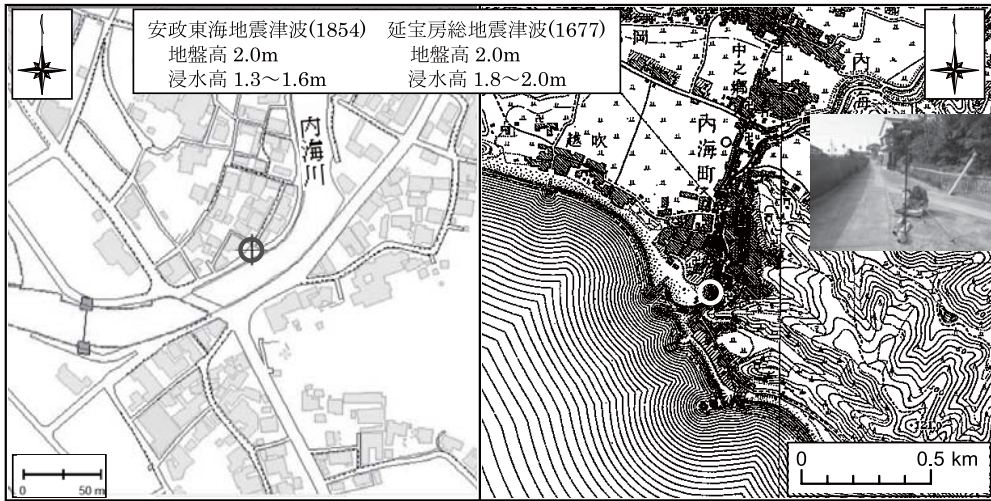 安政東海地震津波(1854)　延宝房総地震津波(1677)
地盤高 2.0m　地盤高 2.0m
浸水高 1.3〜1.6m　浸水高 1.8〜2.0m
内海川
0 50 m
岡
中之郷
内
内海町
吹越
0 0.5 km